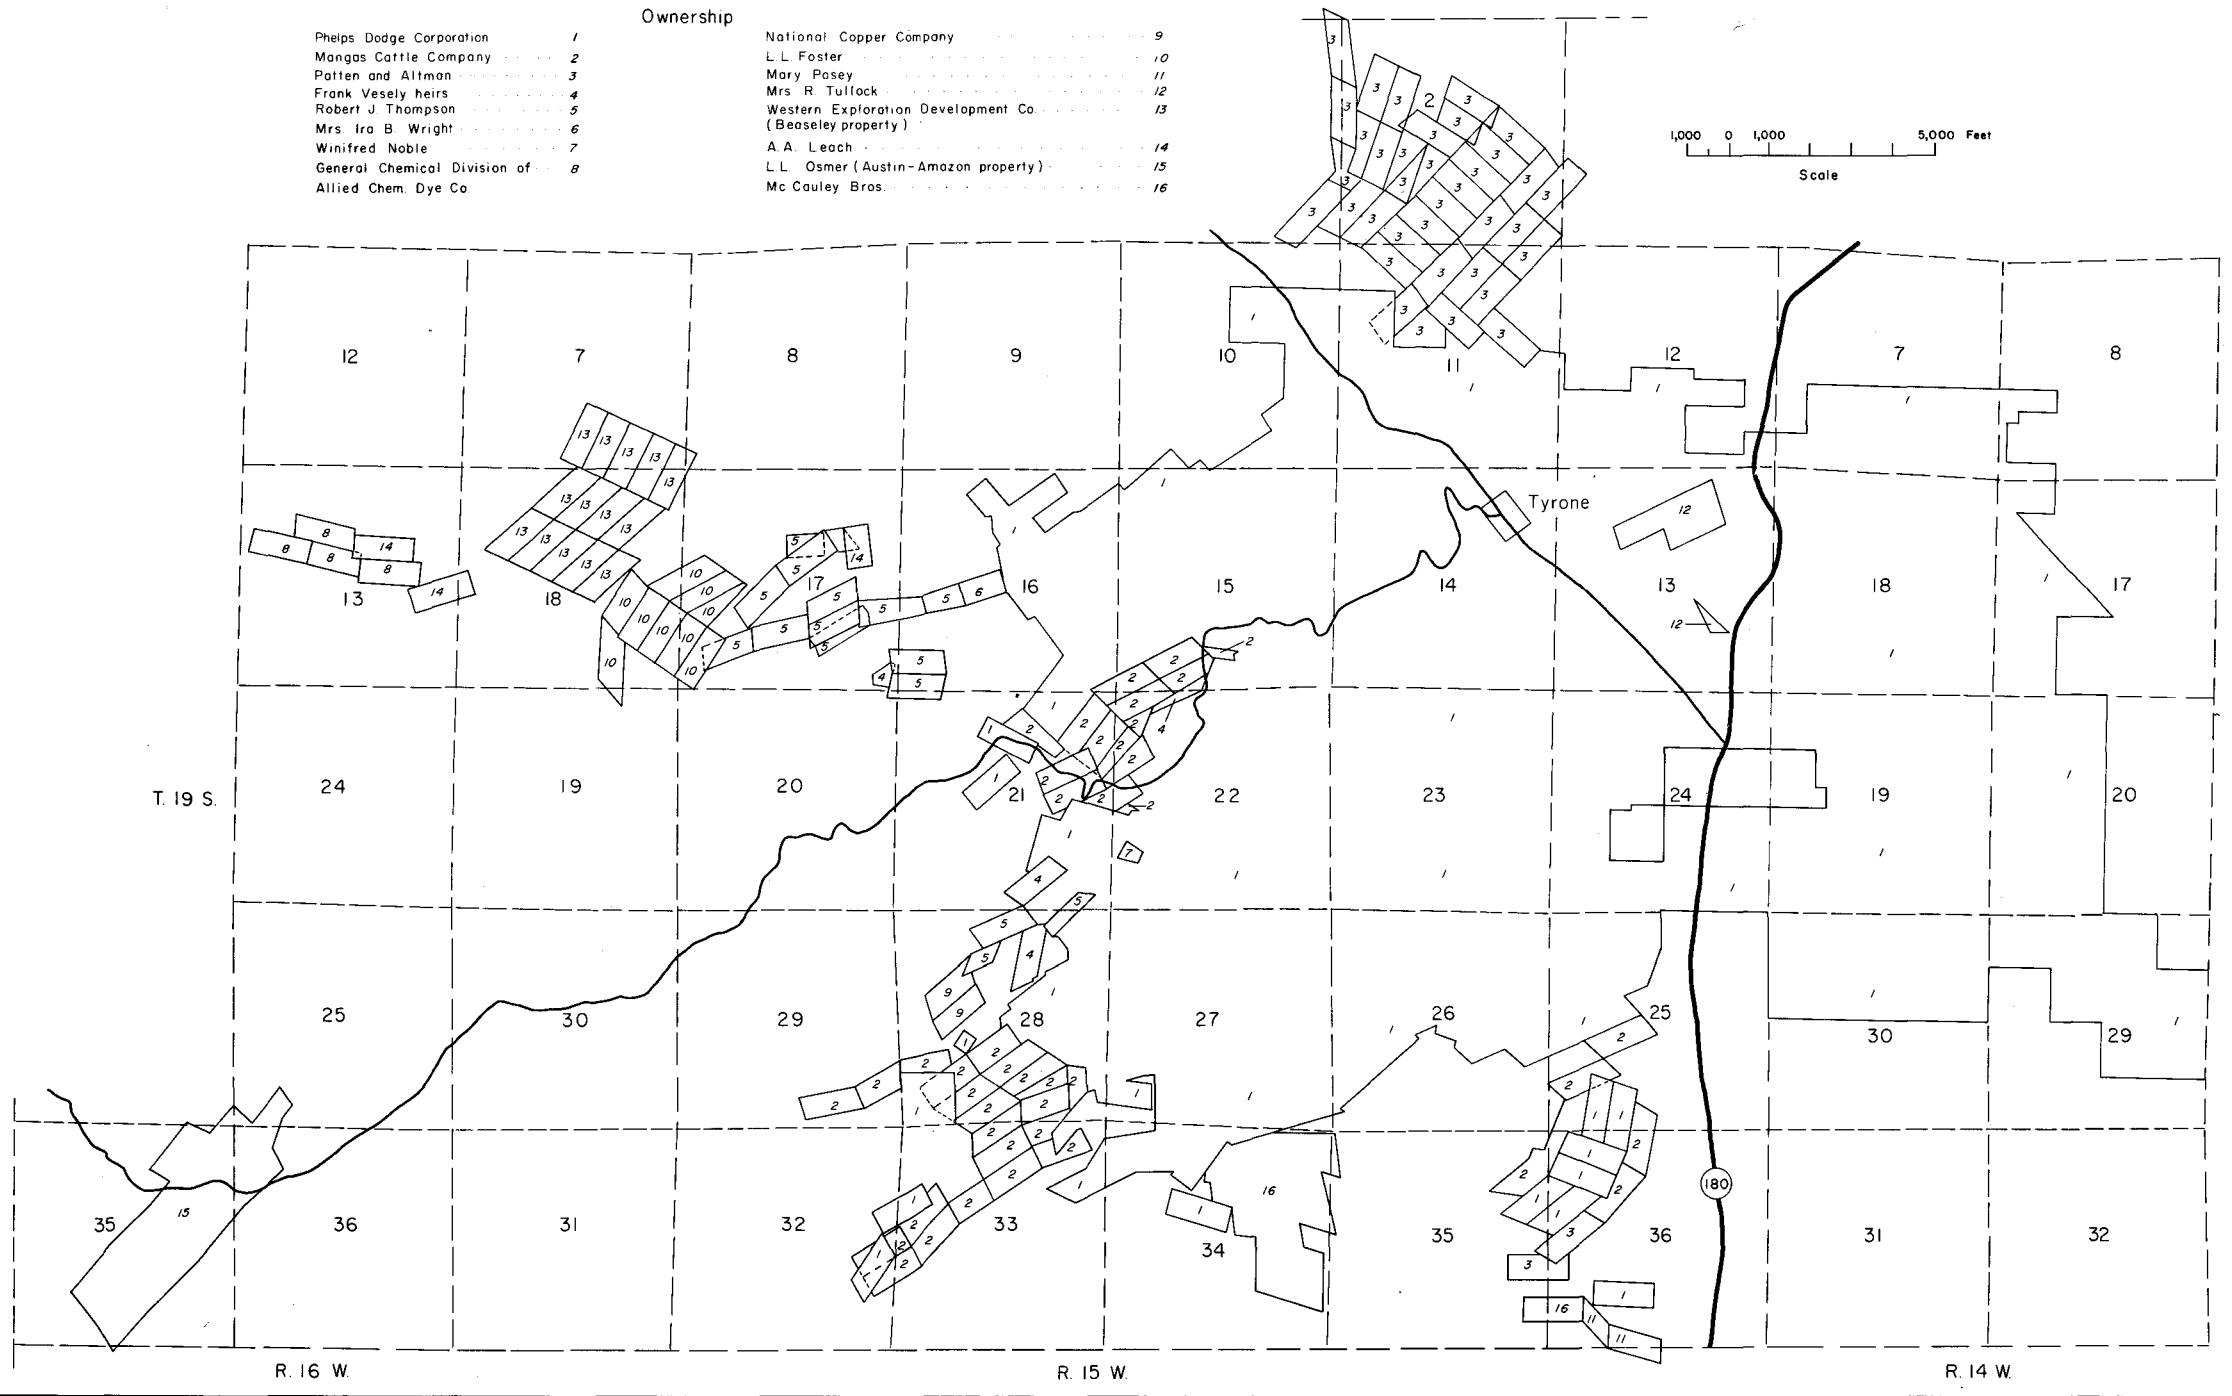 Ownership
Phelps Dodge Corporation 1
Mangas Cattle Company 2
Patten and Altman 3
Frank Vesely heirs 4
Robert J. Thompson 5
Mrs. Ira B. Wright 6
Winifred Noble 7
General Chemical Division of 8
Allied Chem. Dye Co.
National Copper Company 9
L.L. Foster 10
Mary Posey 11
Mrs R. Tullock 12
Western Exploration Development Co. 13
(Beaseley property)
A.A. Leach 14
L.L. Osmer (Austin-Amazon property) 15
Mc Cauley Bros. 16
1,000 0 1,000 5,000 Feet
Scale
2
12 7 8 9 10 11 12 7 8
Tyrone
13 18 17 16 15 14 13 18 17
T. 19 S.
24 19 20 21 22 23 24 19 20
25 30 29 28 27 26 25 30 29
180
35 36 31 32 33 34 35 36 31 32
R. 16 W. R. 15 W. R. 14 W.